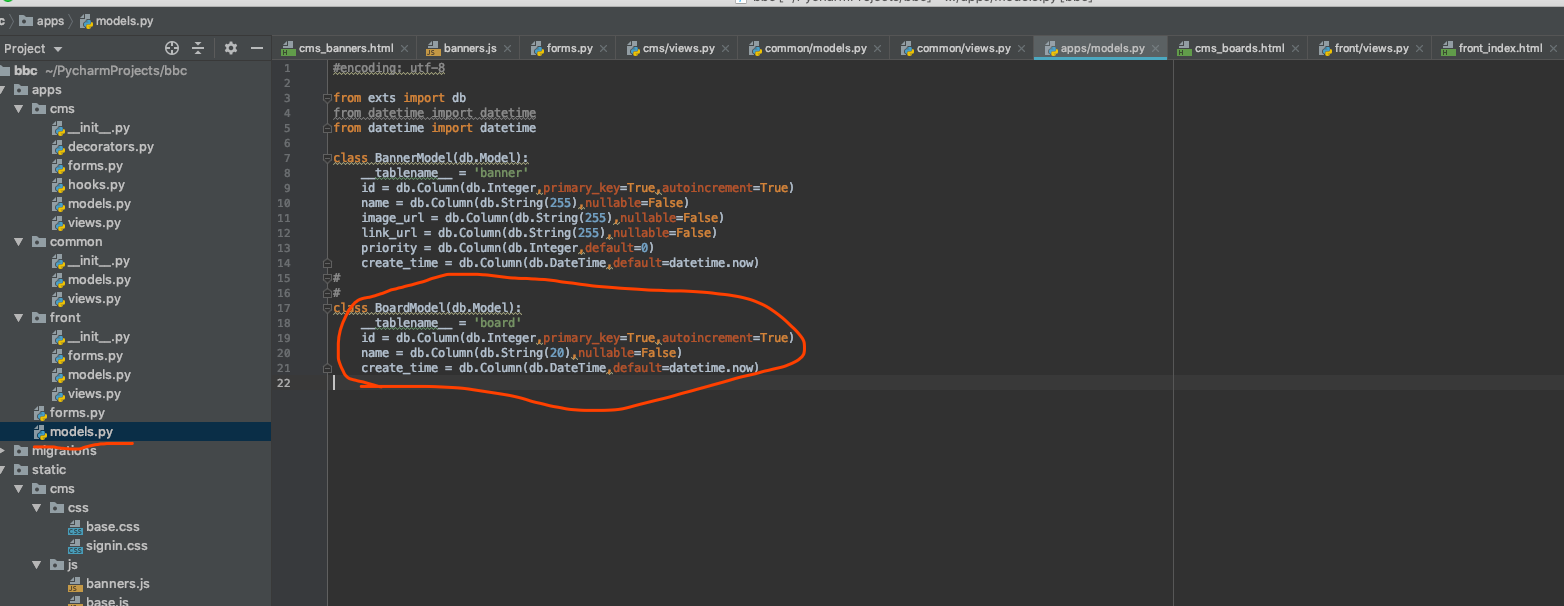 c apps models.py
Project
cms_banners.html banners.js forms.py cms/views.py common/models.py common/views.py apps/models.py cms_boards.html front/views.py front_index.html
bbc ~/PycharmProjects/bbc
apps
cms
__init__.py
decorators.py
forms.py
hooks.py
models.py
views.py
common
__init__.py
models.py
views.py
front
__init__.py
forms.py
models.py
views.py
forms.py
models.py
migrations
static
cms
css
base.css
signin.css
js
banners.js
base.js
1 #encoding: utf-8
2
3 from exts import db
4 from datetime import datetime
5 from datetime import datetime
6
7 class BannerModel(db.Model):
8 __tablename__ = 'banner'
9 id = db.Column(db.Integer,primary_key=True,autoincrement=True)
10 name = db.Column(db.String(255),nullable=False)
11 image_url = db.Column(db.String(255),nullable=False)
12 link_url = db.Column(db.String(255),nullable=False)
13 priority = db.Column(db.Integer,default=0)
14 create_time = db.Column(db.DateTime,default=datetime.now)
15 #
16 #
17 class BoardModel(db.Model):
18 __tablename__ = 'board'
19 id = db.Column(db.Integer,primary_key=True,autoincrement=True)
20 name = db.Column(db.String(20),nullable=False)
21 create_time = db.Column(db.DateTime,default=datetime.now)
22